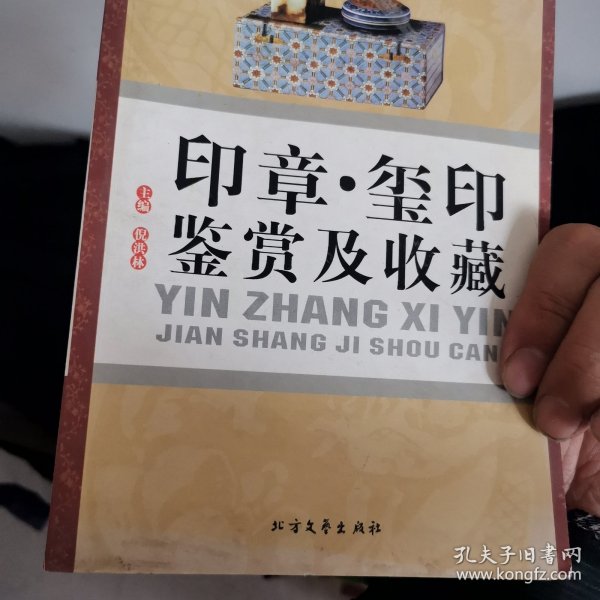 印章·玺印
鉴赏及收藏
主编 倪洪林
YIN ZHANG XI YIN
JIAN SHANG JI SHOU CAN
北方文艺出版社
孔夫子旧书网
www.kongfz.com